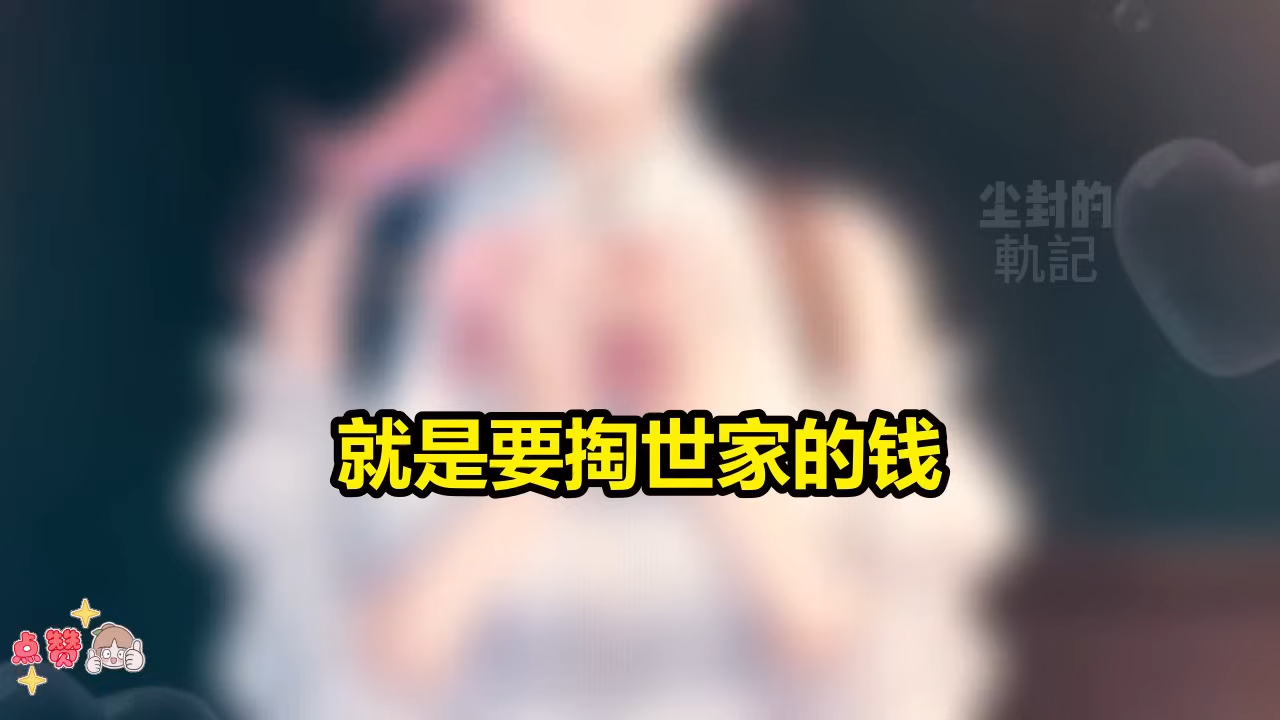 尘封的
軌記
就是要掏世家的钱
点赞